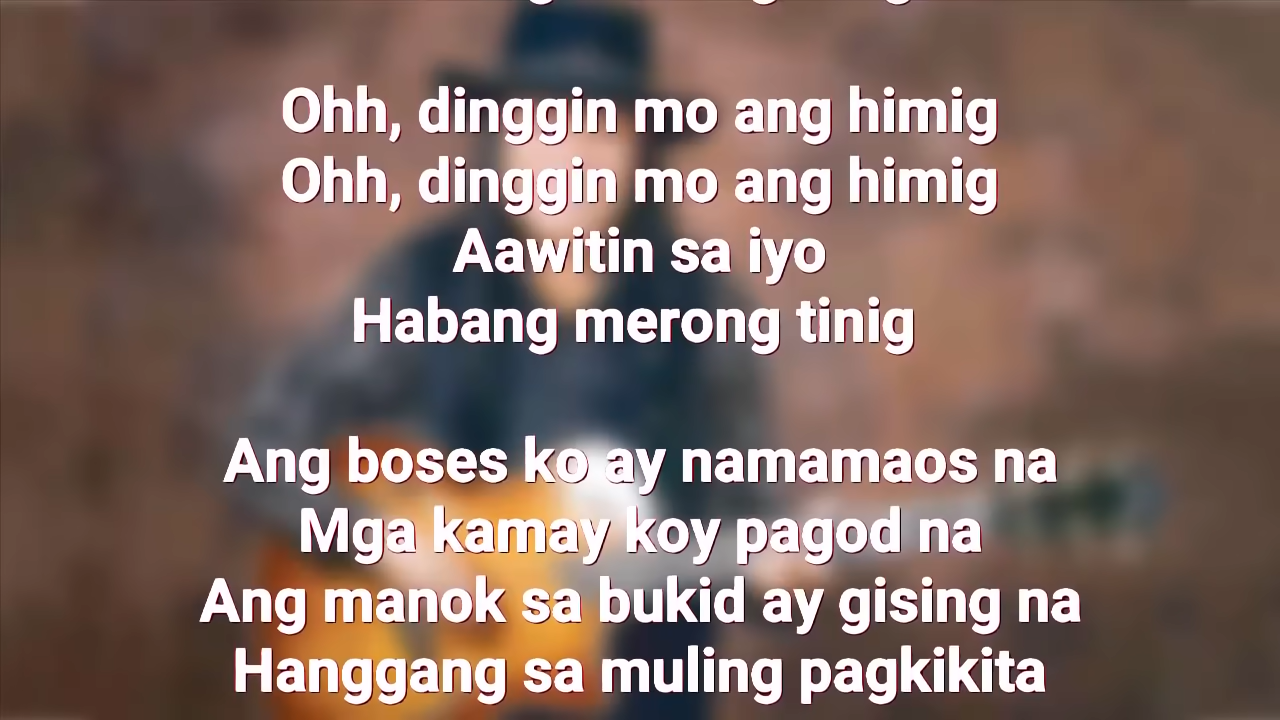 Ohh, dinggin mo ang himig
Ohh, dinggin mo ang himig
Aawitin sa iyo
Habang merong tinig
Ang boses ko ay namamaos na
Mga kamay koy pagod na
Ang manok sa bukid ay gising na
Hanggang sa muling pagkikita